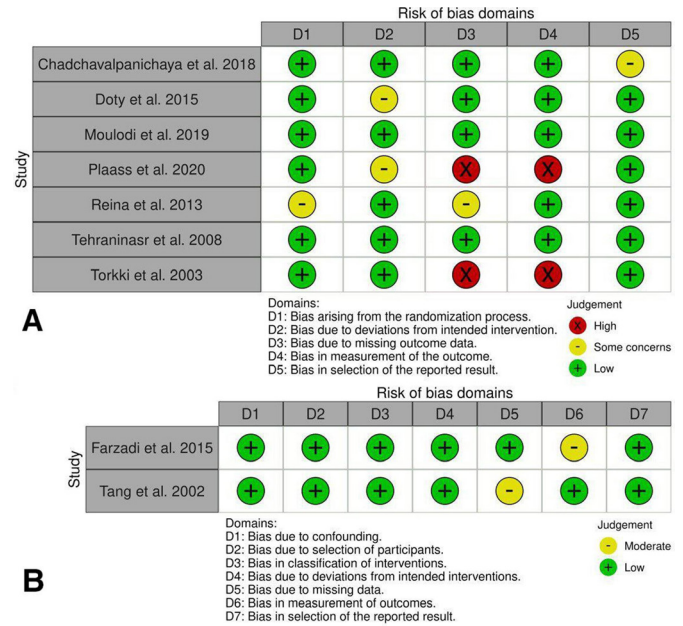 Risk of bias domains
D1 D2 D3 D4 D5
Study
Chadchavalpanichaya et al. 2018 + + + + -
Doty et al. 2015 + - + + +
Moulodi et al. 2019 + + + + +
Plaass et al. 2020 + - X X +
Reina et al. 2013 - + - + +
Tehraninasr et al. 2008 + + + + +
Torkki et al. 2003 + + X X +
A
Domains:
D1: Bias arising from the randomization process.
D2: Bias due to deviations from intended intervention.
D3: Bias due to missing outcome data.
D4: Bias in measurement of the outcome.
D5: Bias in selection of the reported result.
Judgement
X High
- Some concerns
+ Low
Risk of bias domains
D1 D2 D3 D4 D5 D6 D7
Study
Farzadi et al. 2015 + + + + + - +
Tang et al. 2002 + + + + - + +
B
Domains:
D1: Bias due to confounding.
D2: Bias due to selection of participants.
D3: Bias in classification of interventions.
D4: Bias due to deviations from intended interventions.
D5: Bias due to missing data.
D6: Bias in measurement of outcomes.
D7: Bias in selection of the reported result.
Judgement
- Moderate
+ Low